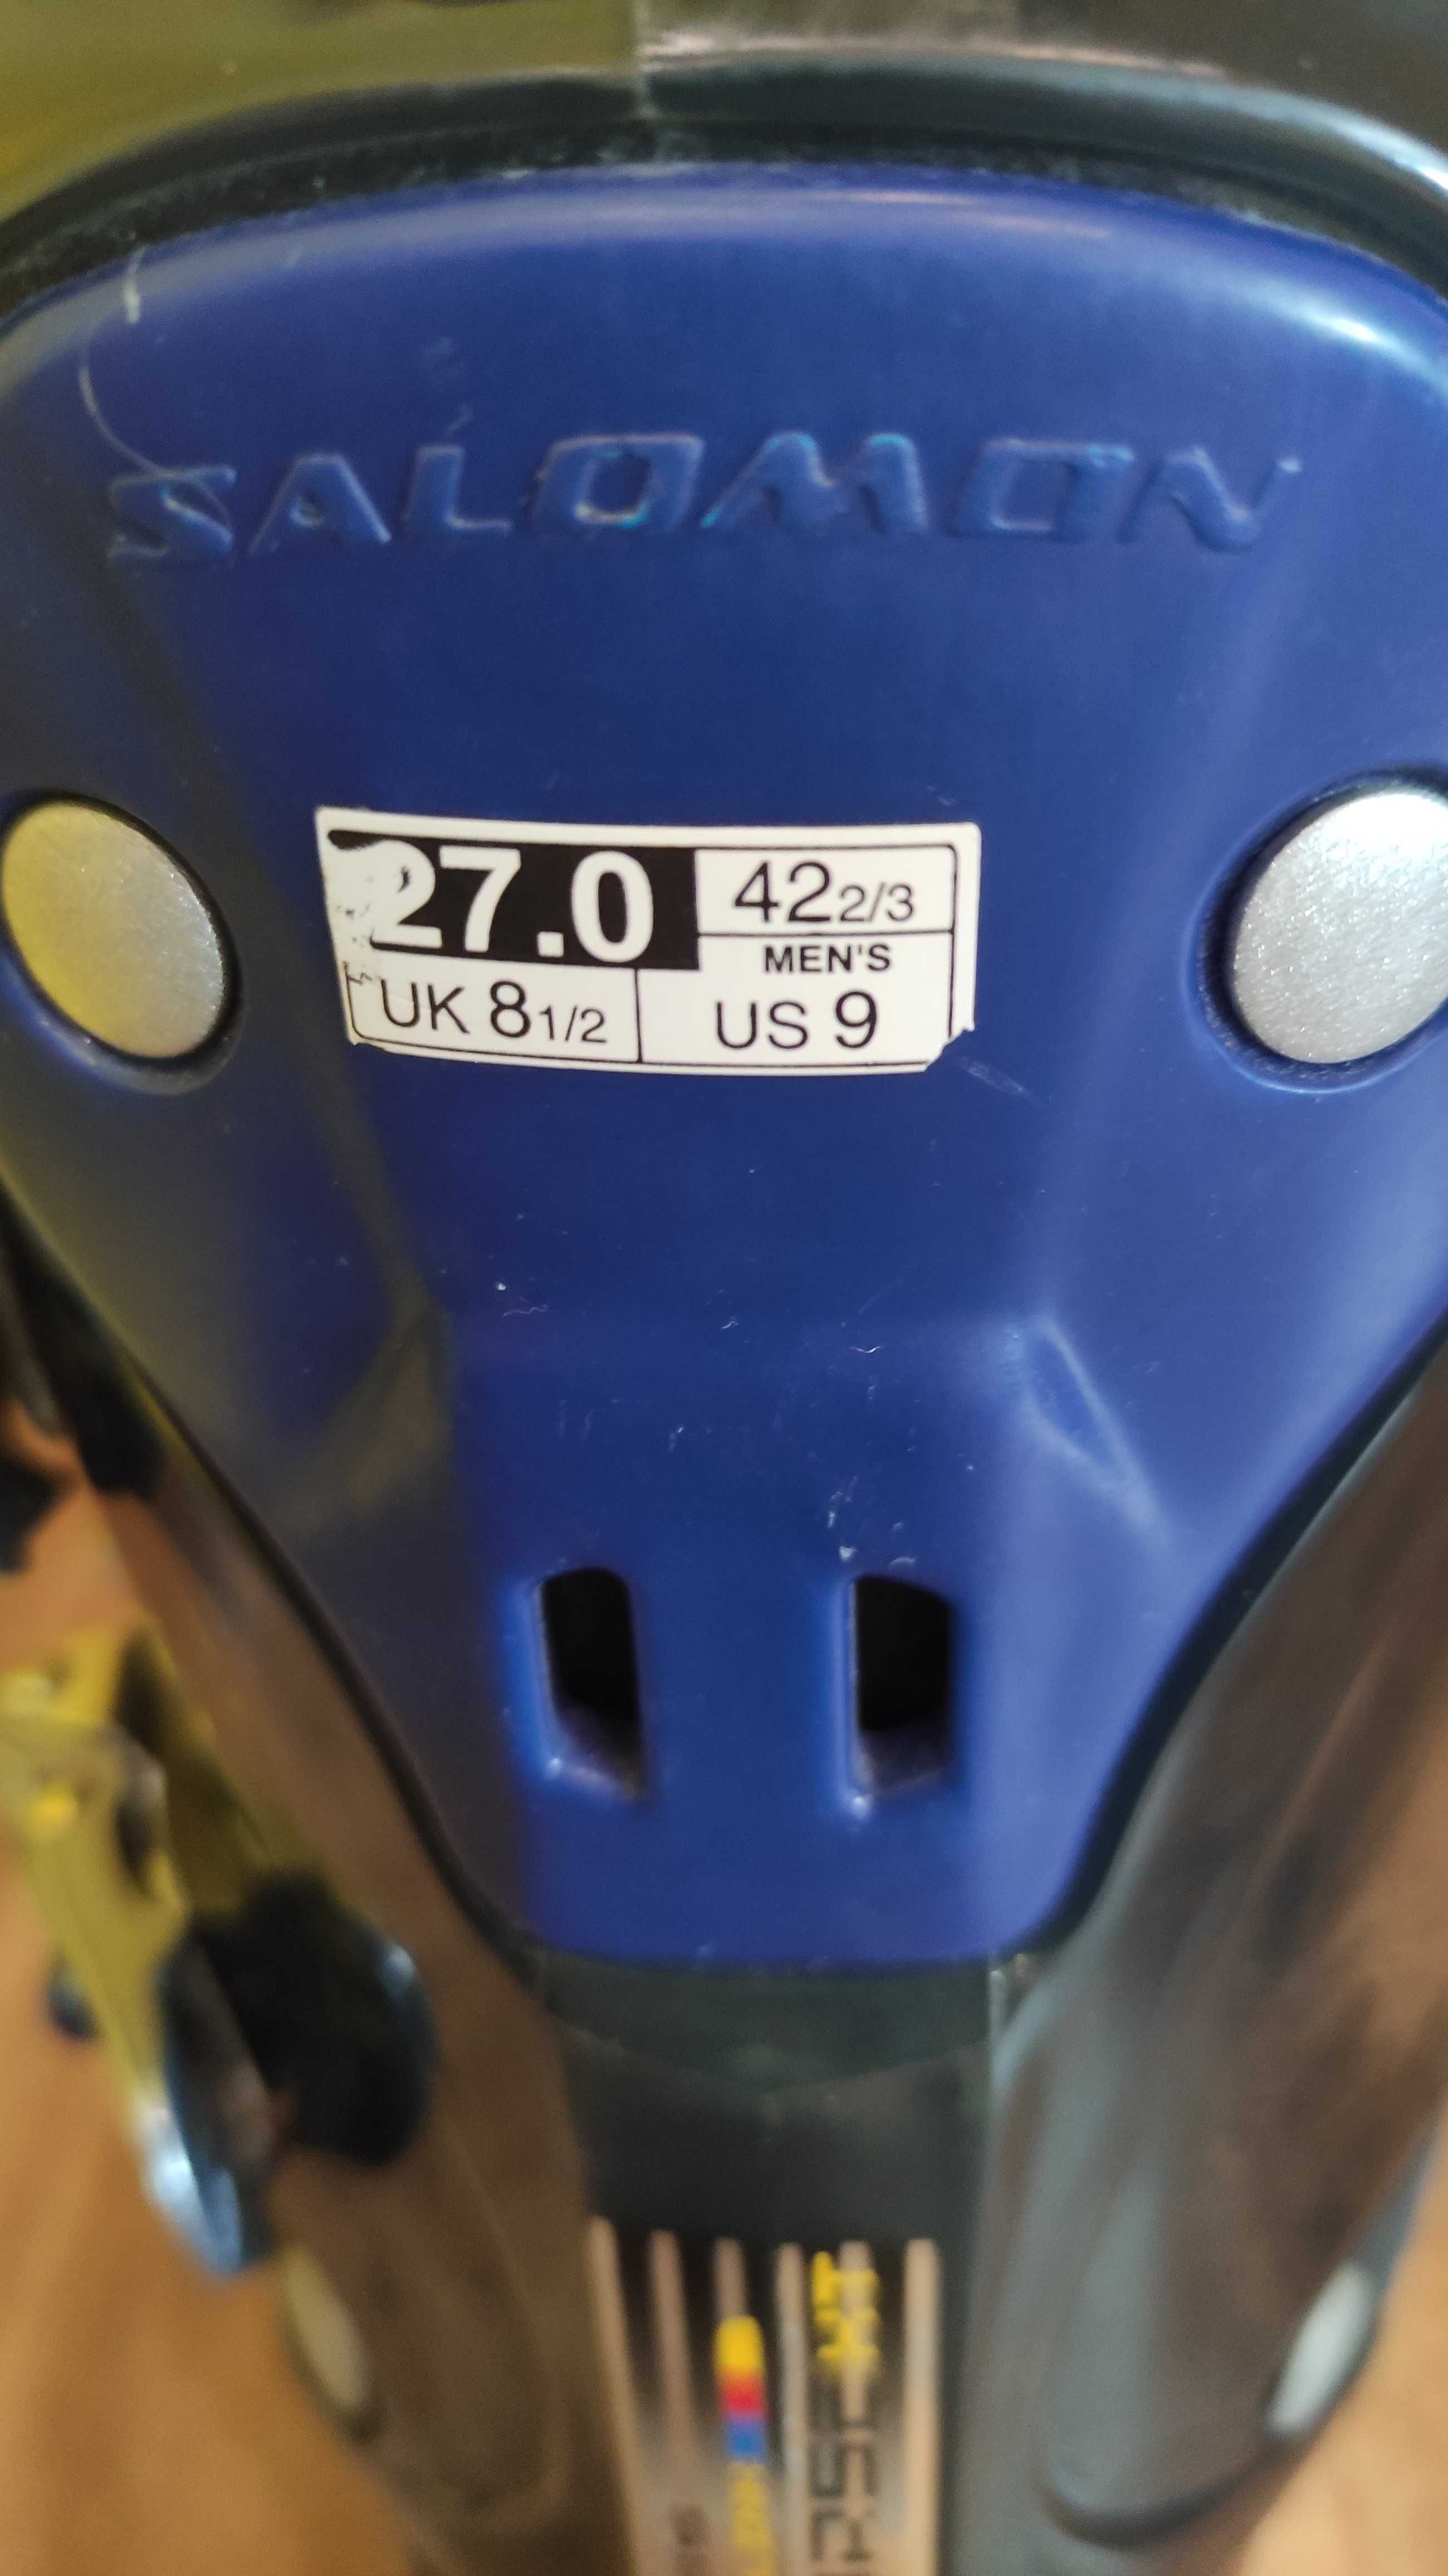 SALOMON
27.0 42 2/3
MEN'S
UK 8 1/2 US 9